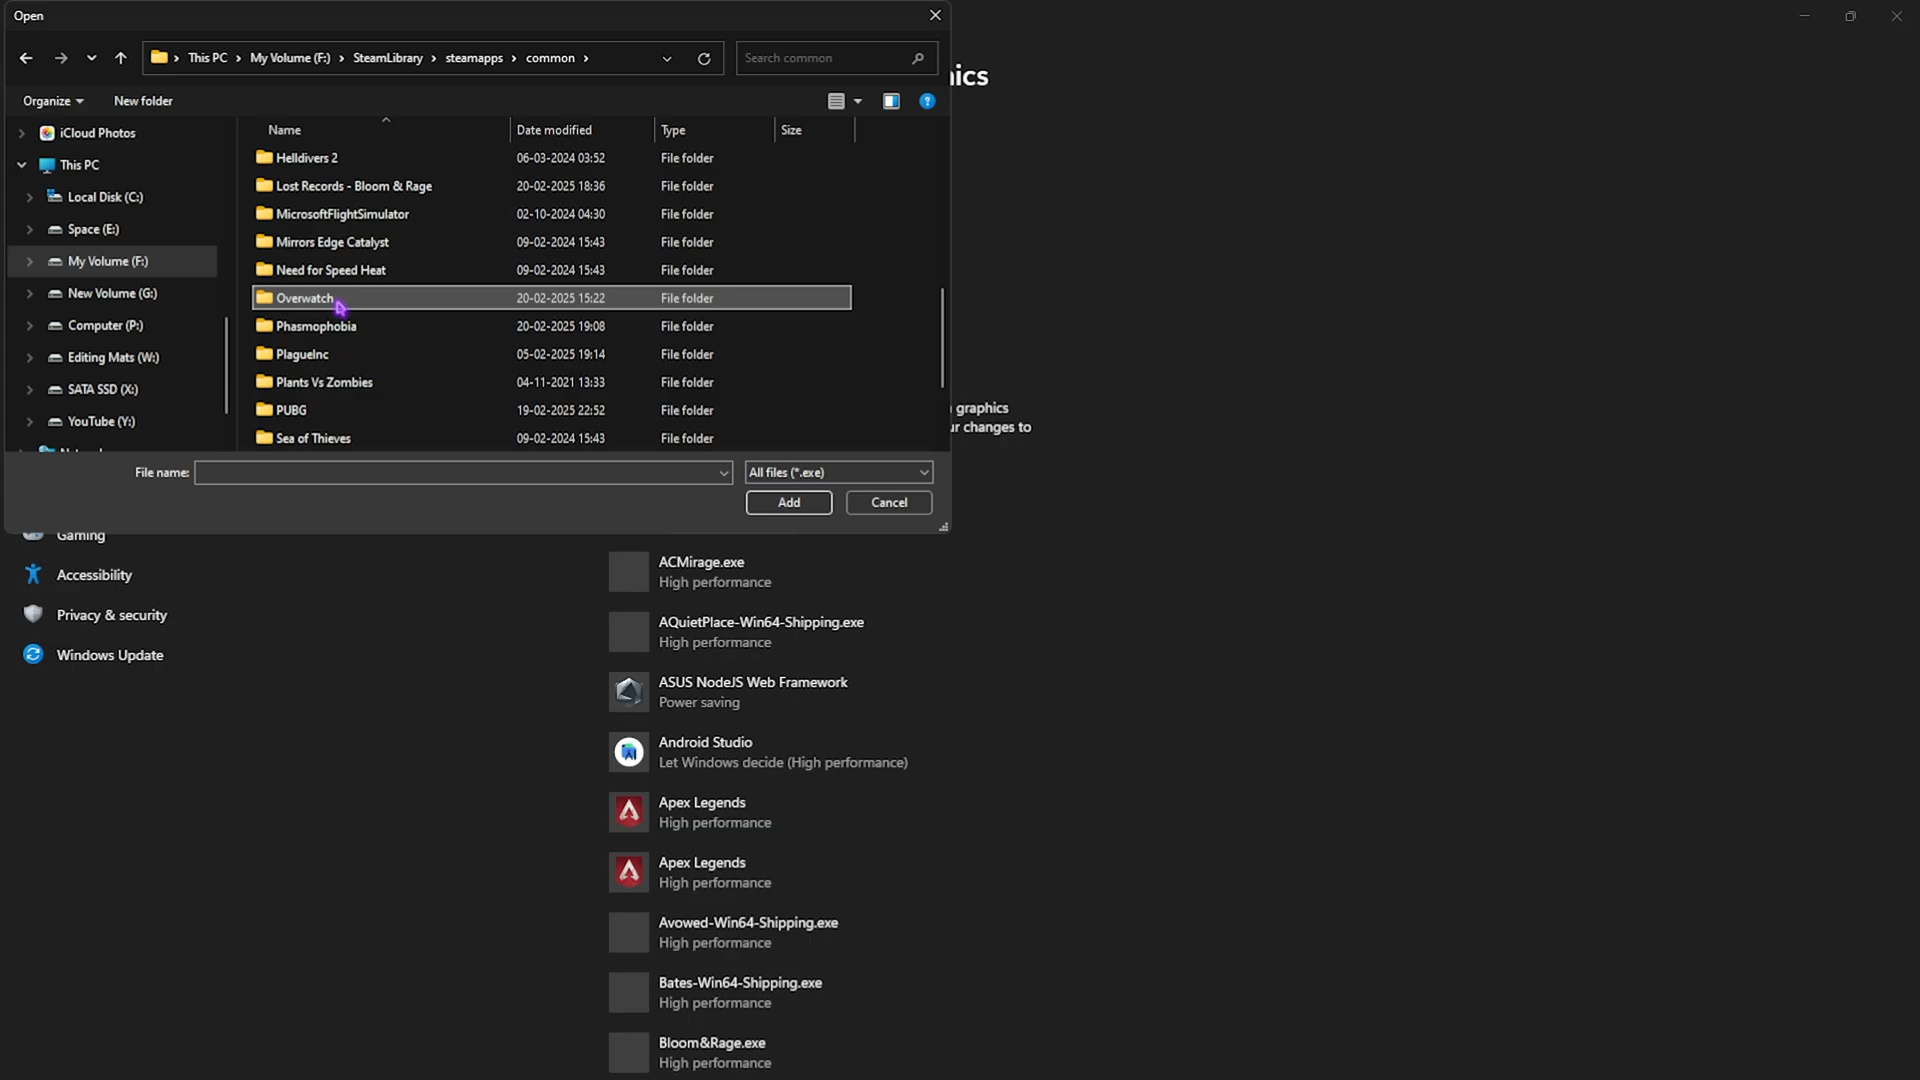 Open
This PC > My Volume (F:) > SteamLibrary > steamapps > common >
Search common
ics
Organize
New folder
Name
Date modified
Type
Size
iCloud Photos
This PC
Local Disk (C:)
Space (E:)
My Volume (F:)
New Volume (G:)
Computer (P:)
Editing Mats (W:)
SATA SSD (X:)
YouTube (Y:)
Helldivers 2 06-03-2024 03:52 File folder
Lost Records - Bloom & Rage 20-02-2025 18:36 File folder
MicrosoftFlightSimulator 02-10-2024 04:30 File folder
Mirrors Edge Catalyst 09-02-2024 15:43 File folder
Need for Speed Heat 09-02-2024 15:43 File folder
Overwatch 20-02-2025 15:22 File folder
Phasmophobia 20-02-2025 19:08 File folder
PlagueInc 05-02-2025 19:14 File folder
Plants Vs Zombies 04-11-2021 13:33 File folder
PUBG 19-02-2025 22:52 File folder
Sea of Thieves 09-02-2024 15:43 File folder
graphics
ur changes to
File name:
All files (*.exe)
Add
Cancel
Gaming
Accessibility
Privacy & security
Windows Update
ACMirage.exe
High performance
AQuietPlace-Win64-Shipping.exe
High performance
ASUS NodeJS Web Framework
Power saving
Android Studio
Let Windows decide (High performance)
Apex Legends
High performance
Apex Legends
High performance
Avowed-Win64-Shipping.exe
High performance
Bates-Win64-Shipping.exe
High performance
Bloom&Rage.exe
High performance